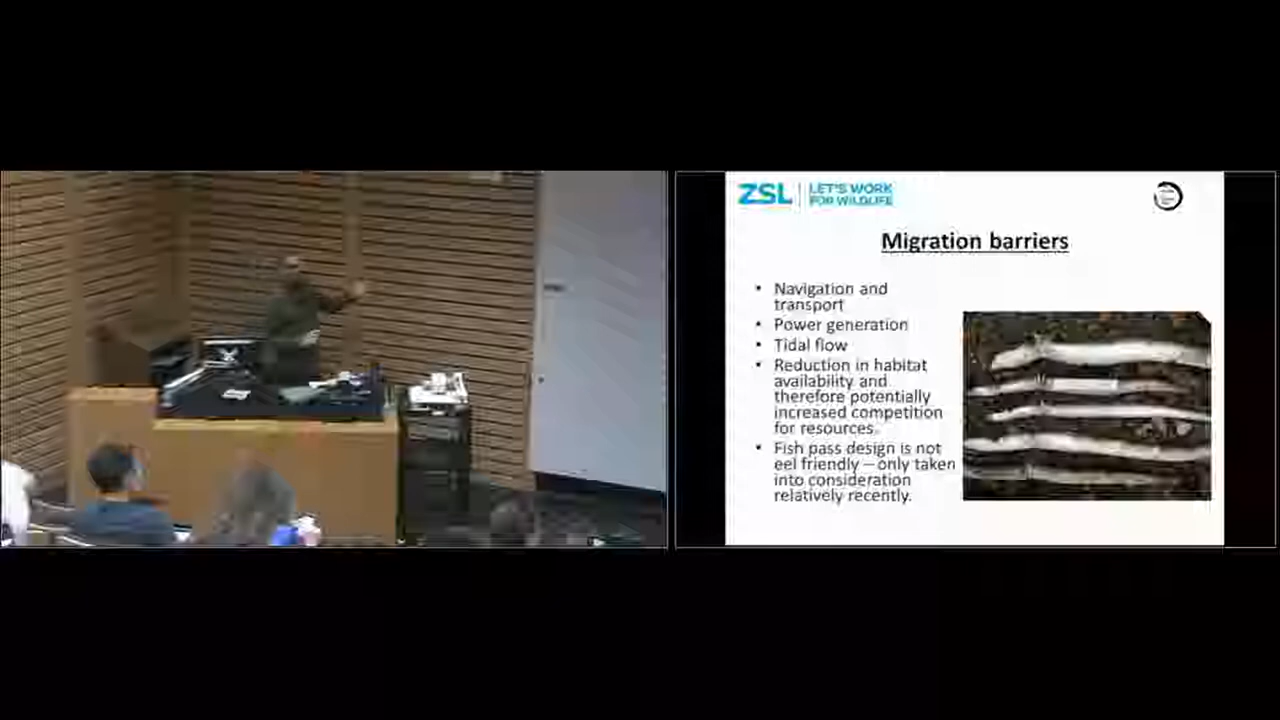 ZSL
LET'S WORK
FOR WILDLIFE
Migration barriers
• Navigation and
transport
• Power generation
• Tidal flow
• Reduction in habitat
availability and
therefore potentially
increased competition
for resources.
• Fish pass design is not
eel friendly – only taken
into consideration
relatively recently.